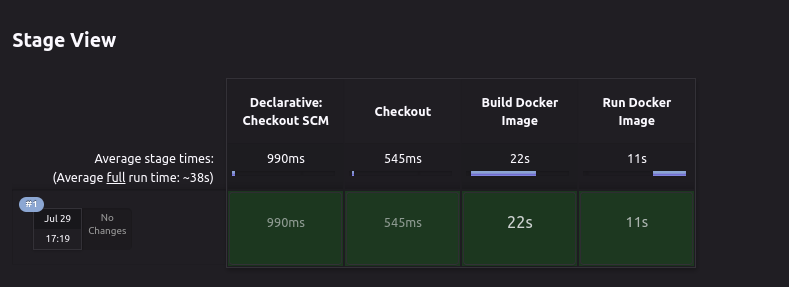 Stage View
Declarative:
Checkout SCM
Checkout
Build Docker
Image
Run Docker
Image
Average stage times:
(Average full run time: ~38s)
990ms
545ms
22s
11s
#1
Jul 29
17:19
No
Changes
990ms
545ms
22s
11s